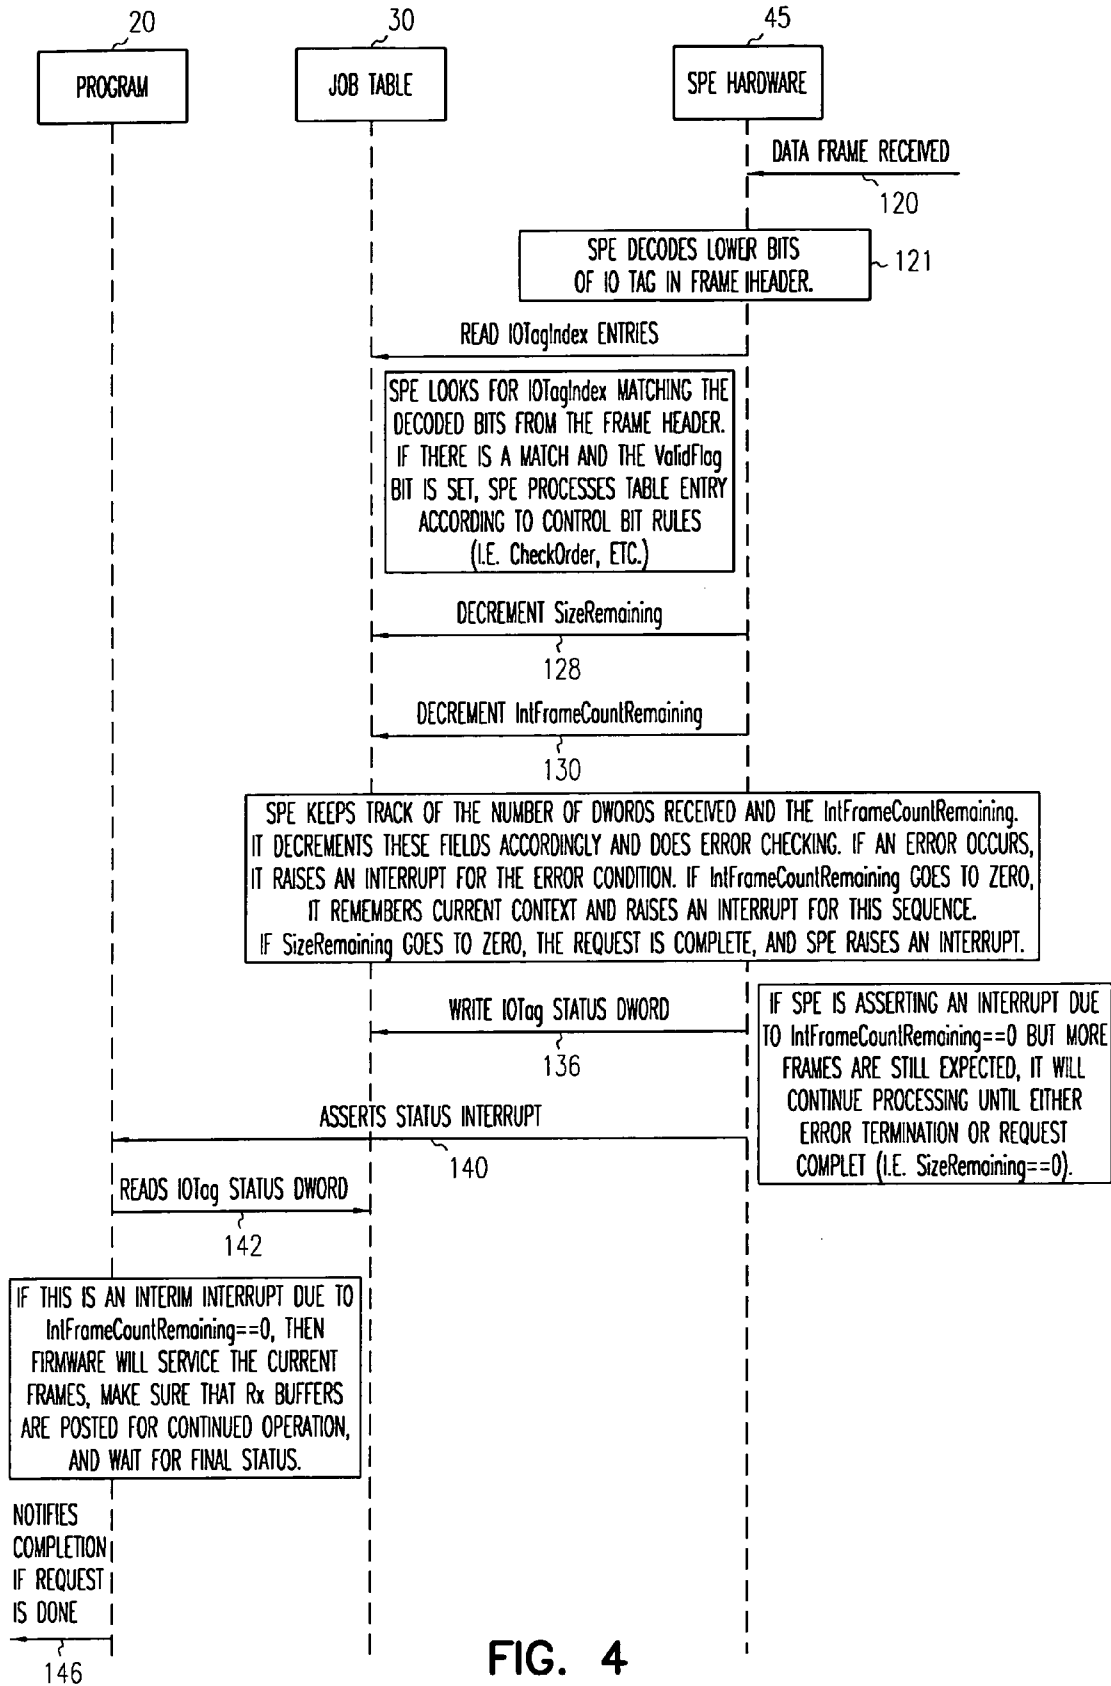 20
30
45
PROGRAM
JOB TABLE
SPE HARDWARE
DATA FRAME RECEIVED
120
SPE DECODES LOWER BITS
OF IO TAG IN FRAME HEADER.
121
READ IOTagIndex ENTRIES
SPE LOOKS FOR IOTagIndex MATCHING THE
DECODED BITS FROM THE FRAME HEADER.
IF THERE IS A MATCH AND THE ValidFlag
BIT IS SET, SPE PROCESSES TABLE ENTRY
ACCORDING TO CONTROL BIT RULES
(I.E. CheckOrder, ETC.)
DECREMENT SizeRemaining
128
DECREMENT IntFrameCountRemaining
130
SPE KEEPS TRACK OF THE NUMBER OF DWORDS RECEIVED AND THE IntFrameCountRemaining.
IT DECREMENTS THESE FIELDS ACCORDINGLY AND DOES ERROR CHECKING. IF AN ERROR OCCURS,
IT RAISES AN INTERRUPT FOR THE ERROR CONDITION. IF IntFrameCountRemaining GOES TO ZERO,
IT REMEMBERS CURRENT CONTEXT AND RAISES AN INTERRUPT FOR THIS SEQUENCE.
IF SizeRemaining GOES TO ZERO, THE REQUEST IS COMPLETE, AND SPE RAISES AN INTERRUPT.
WRITE IOTag STATUS DWORD
136
IF SPE IS ASSERTING AN INTERRUPT DUE
TO IntFrameCountRemaining==0 BUT MORE
FRAMES ARE STILL EXPECTED, IT WILL
CONTINUE PROCESSING UNTIL EITHER
ERROR TERMINATION OR REQUEST
COMPLET (I.E. SizeRemaining==0).
ASSERTS STATUS INTERRUPT
140
READS IOTag STATUS DWORD
142
IF THIS IS AN INTERIM INTERRUPT DUE TO
IntFrameCountRemaining==0, THEN
FIRMWARE WILL SERVICE THE CURRENT
FRAMES, MAKE SURE THAT Rx BUFFERS
ARE POSTED FOR CONTINUED OPERATION,
AND WAIT FOR FINAL STATUS.
NOTIFIES
COMPLETION
IF REQUEST
IS DONE
146
FIG. 4